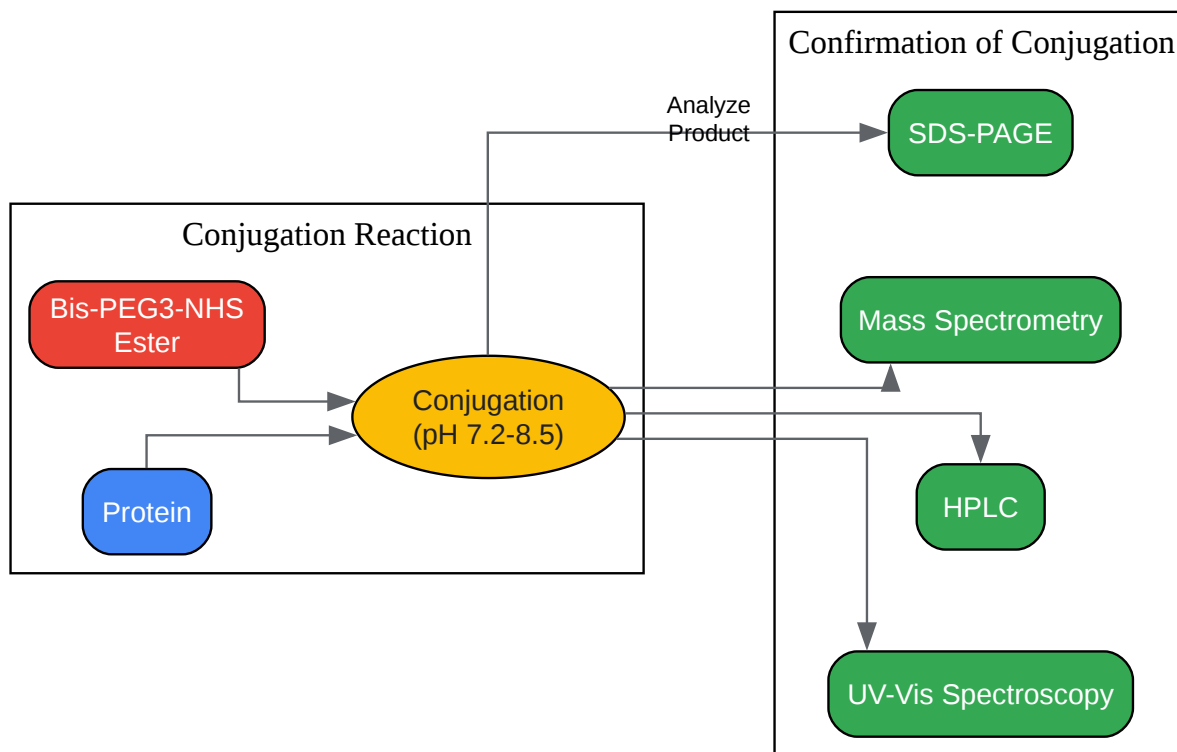 Confirmation of Conjugation
Analyze
Product
SDS-PAGE
Conjugation Reaction
Bis-PEG3-NHS
Ester
Mass Spectrometry
Conjugation
(pH 7.2-8.5)
Protein
HPLC
UV-Vis Spectroscopy